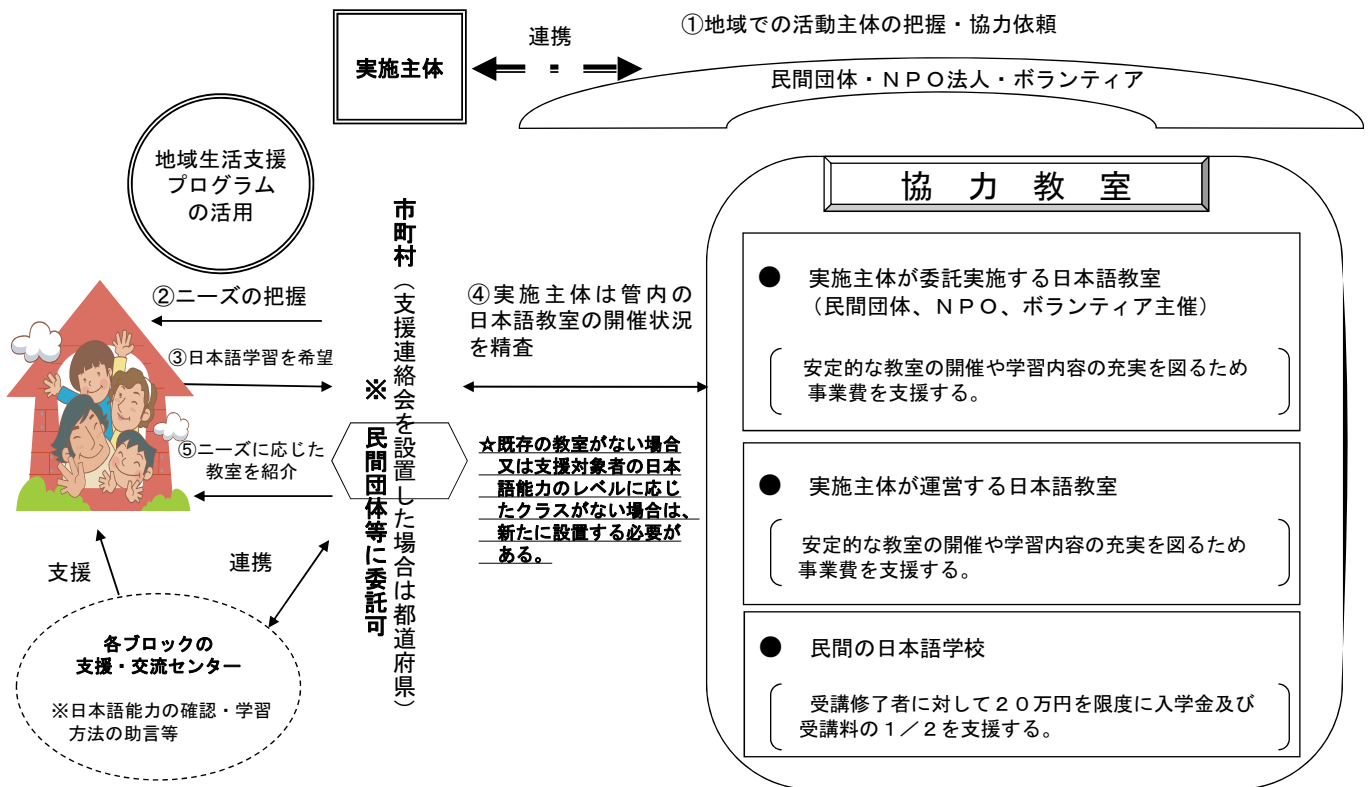 ①地域での活動主体の把握・協力依頼
連携
実施主体
民間団体・ＮＰＯ法人・ボランティア
地域生活支援
プログラム
の活用
協力教室
市町村（支援連絡会を設置した場合は都道府県）
※ 民間団体等に委託可
②ニーズの把握
③日本語学習を希望
⑤ニーズに応じた
教室を紹介
④実施主体は管内の
日本語教室の開催状況
を精査
☆既存の教室がない場合
又は支援対象者の日本
語能力のレベルに応じ
たクラスがない場合は、
新たに設置する必要が
ある。
● 実施主体が委託実施する日本語教室
（民間団体、ＮＰＯ、ボランティア主催）
安定的な教室の開催や学習内容の充実を図るため
事業費を支援する。
● 実施主体が運営する日本語教室
安定的な教室の開催や学習内容の充実を図るため
事業費を支援する。
● 民間の日本語学校
受講修了者に対して２０万円を限度に入学金及び
受講料の１／２を支援する。
支援
連携
各ブロックの
支援・交流センター
※日本語能力の確認・学習
方法の助言等